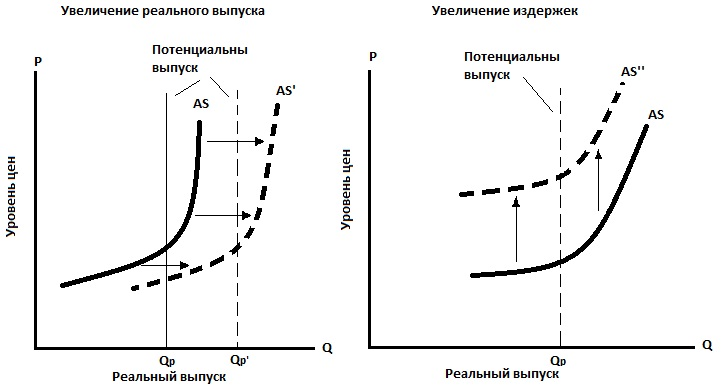 Увеличение реального выпуска
P
Потенциальны
выпуск
AS
AS'
Уровень цен
Qp
Qp'
Q
Реальный выпуск
Увеличение издержек
P
Потенциальны
выпуск
AS''
AS
Уровень цен
Qp
Q
Реальный выпуск